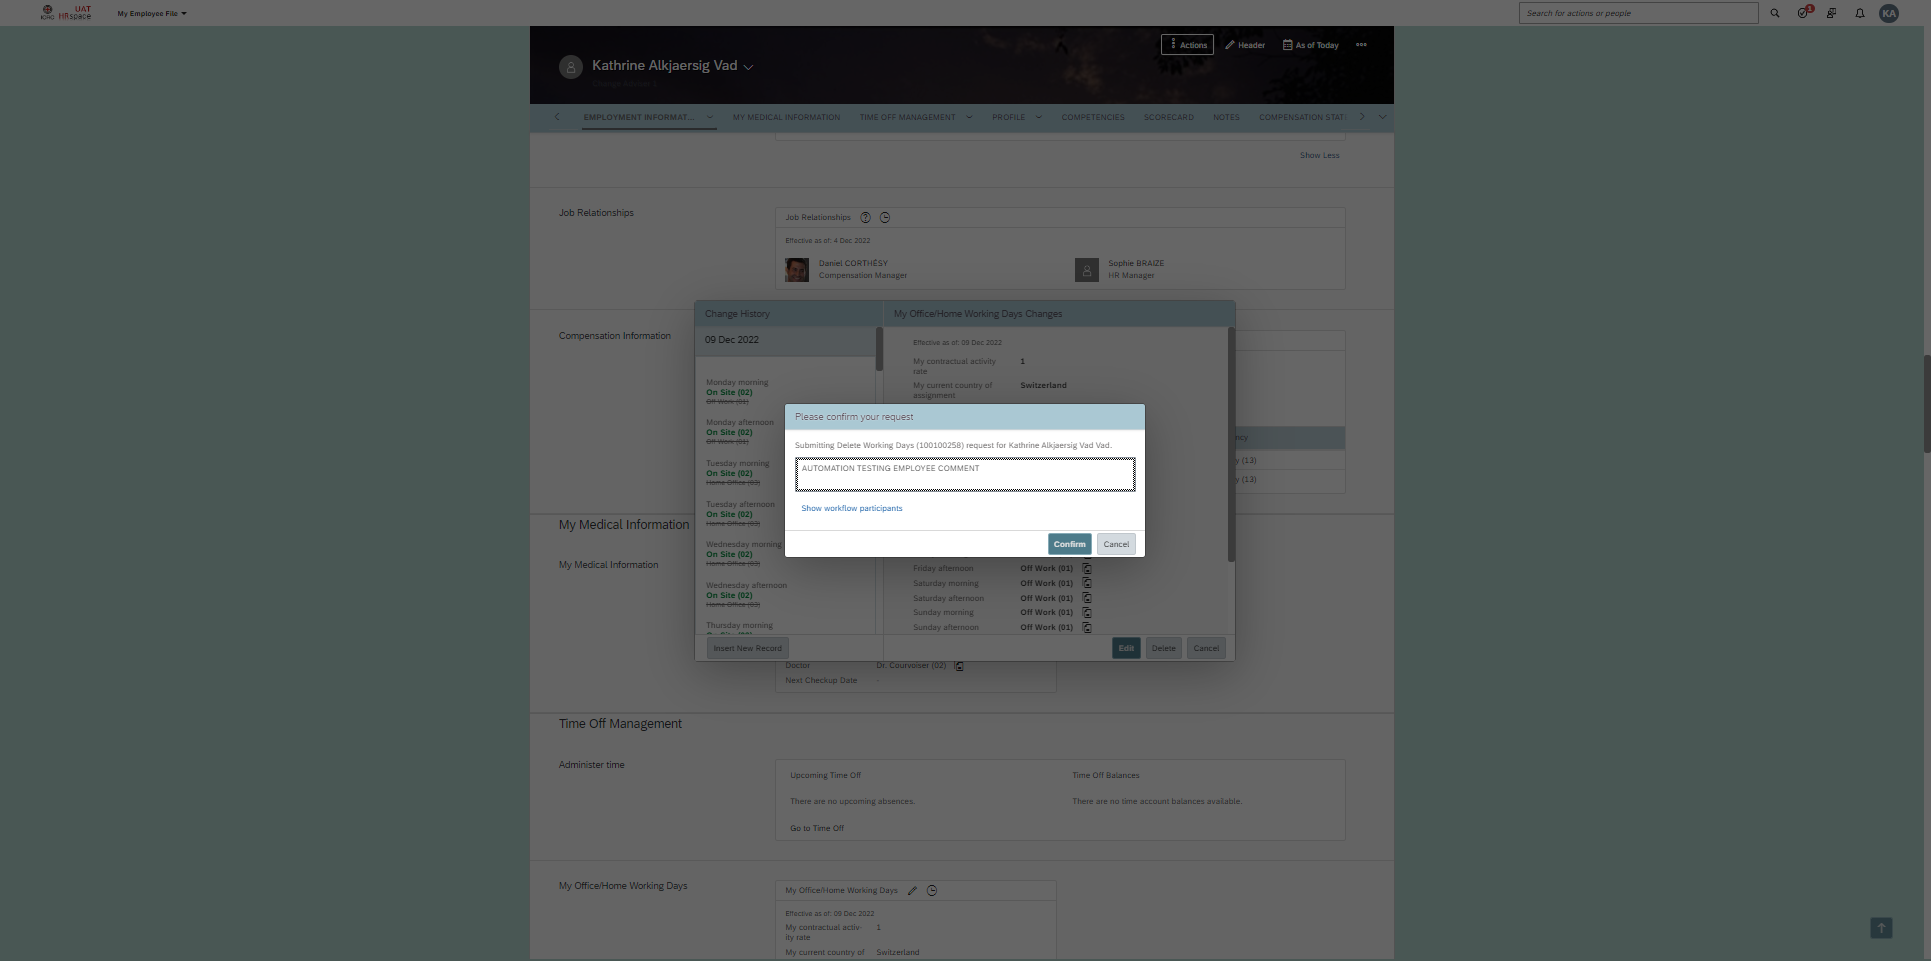 UAT
ICRC HRspace
My Employee File
Search for actions or people
1
KA
Actions
Header
As of Today
Kathrine Alkjaersig Vad
EMPLOYMENT INFORMAT...
MY MEDICAL INFORMATION
TIME OFF MANAGEMENT
PROFILE
COMPETENCIES
SCORECARD
NOTES
COMPENSATION STAT
Show Less
Job Relationships
Job Relationships
Effective as of: 4 Dec 2022
Daniel CORTHÉSY
Compensation Manager
Sophie BRAIZE
HR Manager
Compensation Information
Change History
09 Dec 2022
Monday morning
On Site (02)
Off Work (01)
Monday afternoon
On Site (02)
Off Work (01)
Tuesday morning
On Site (02)
Home Office (03)
Tuesday afternoon
On Site (02)
Home Office (03)
Wednesday morning
On Site (02)
Home Office (03)
Wednesday afternoon
On Site (02)
Home Office (03)
Thursday morning
On Site (02)
Insert New Record
My Office/Home Working Days Changes
Effective as of: 09 Dec 2022
My contractual activity
rate
1
My current country of
assignment
Switzerland
Please confirm your request
Submitting Delete Working Days (100100258) request for Kathrine Alkjaersig Vad Vad.
AUTOMATION TESTING EMPLOYEE COMMENT
Show workflow participants
Confirm
Cancel
ncy
y (13)
y (13)
Friday afternoon Off Work (01)
Saturday morning Off Work (01)
Saturday afternoon Off Work (01)
Sunday morning Off Work (01)
Sunday afternoon Off Work (01)
Edit
Delete
Cancel
My Medical Information
My Medical Information
Doctor Dr. Courvoiser (02)
Next Checkup Date -
Time Off Management
Administer time
Upcoming Time Off
There are no upcoming absences.
Go to Time Off
Time Off Balances
There are no time account balances available.
My Office/Home Working Days
My Office/Home Working Days
Effective as of: 09 Dec 2022
My contractual activ-
ity rate
1
My current country of Switzerland